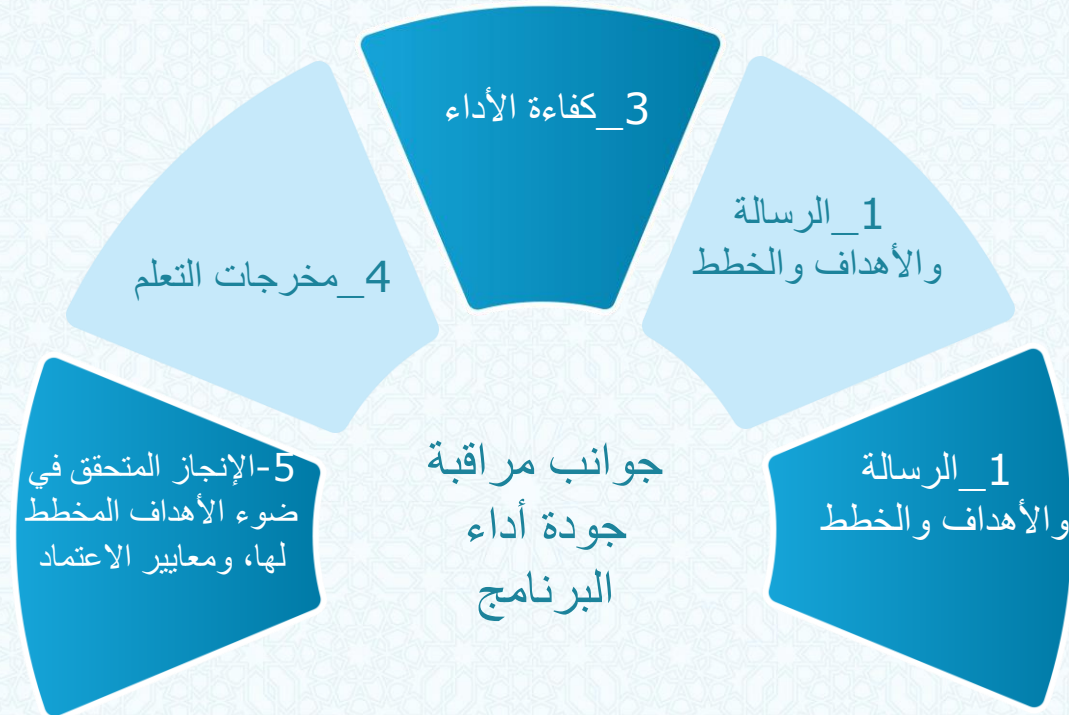 1_الرسالة
والأهداف والخطط
1_الرسالة
والأهداف والخطط
3_كفاءة الأداء
4_مخرجات التعلم
5-الإنجاز المتحقق في
ضوء الأهداف المخطط
لها، ومعايير الاعتماد
جوانب مراقبة
جودة أداء
البرنامج